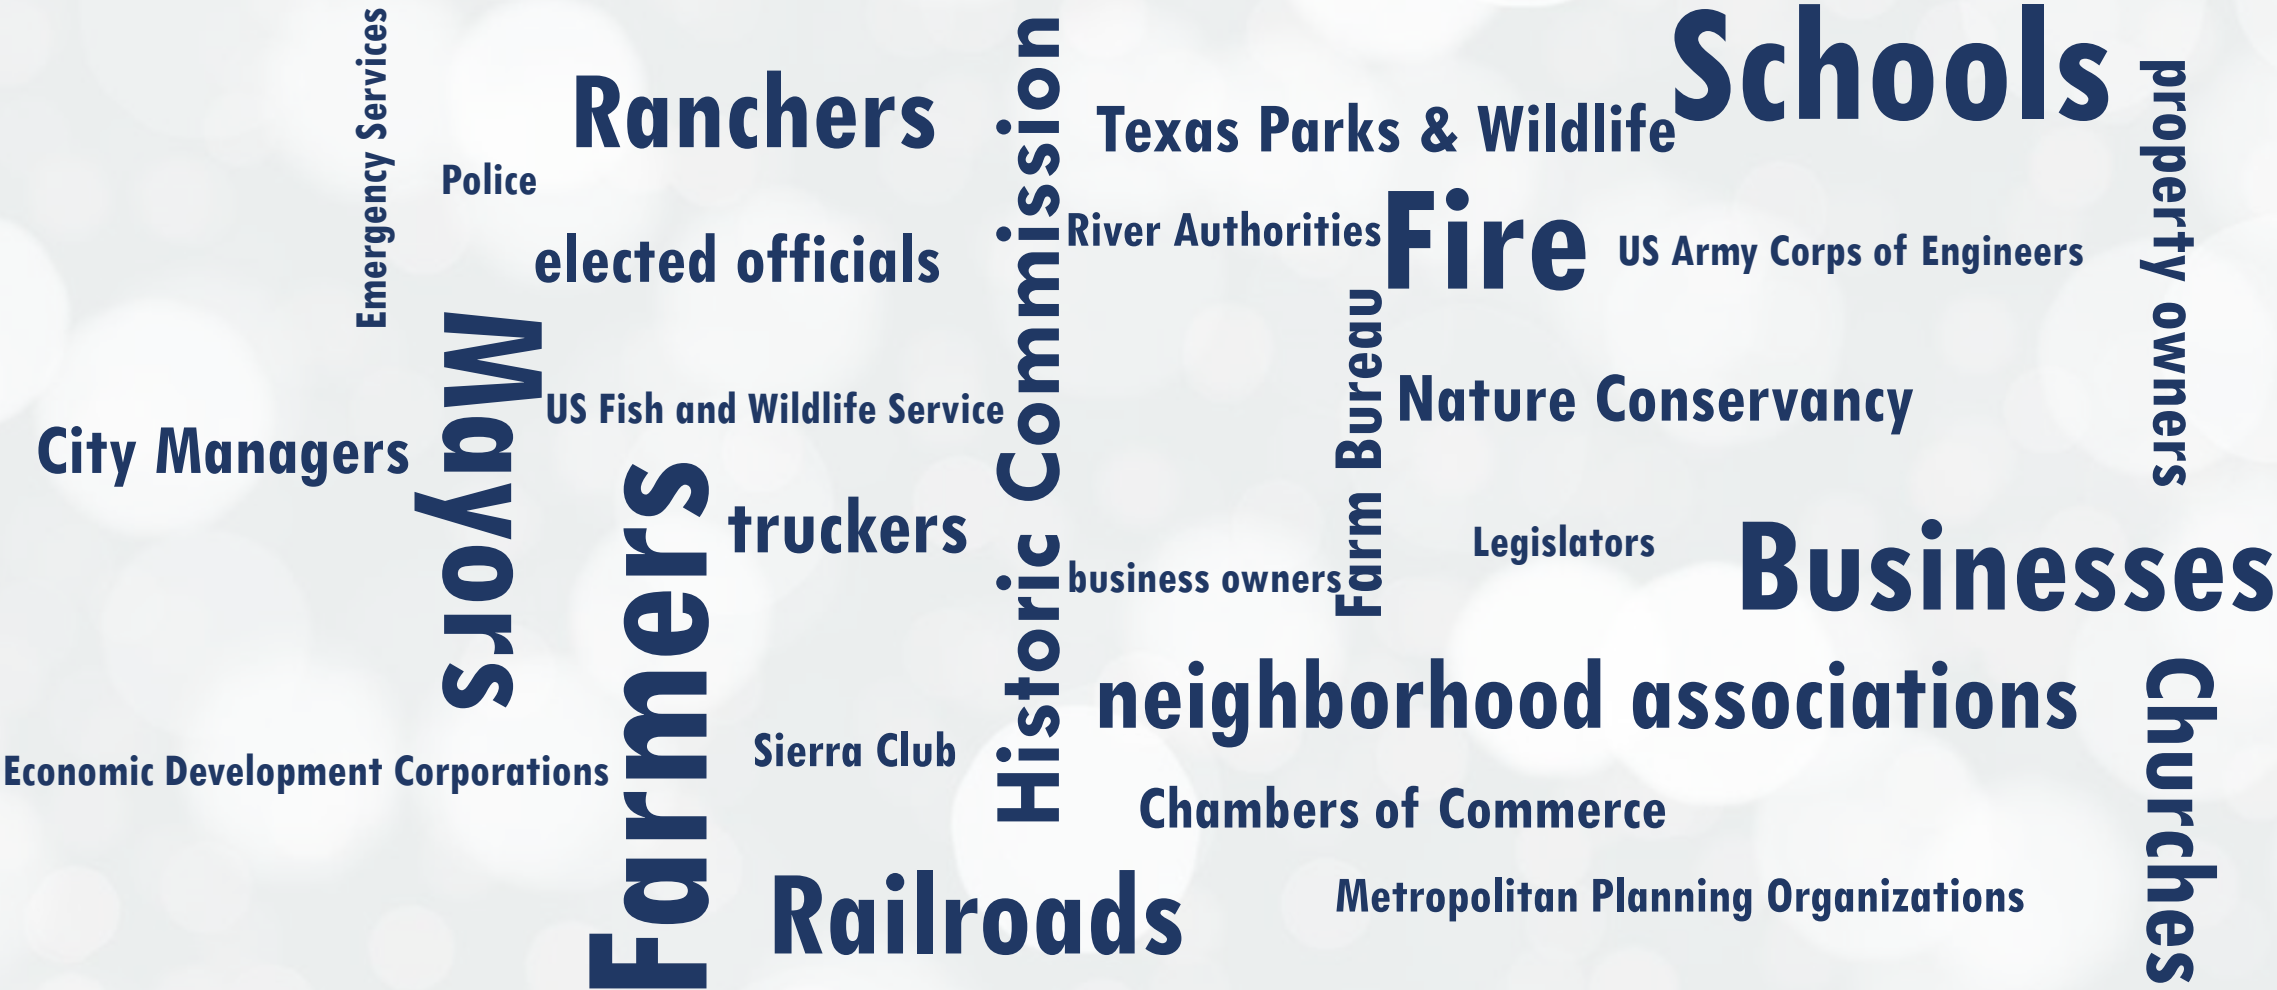 Emergency Services
Schools
Ranchers
Historic Commission
Texas Parks & Wildlife
property owners
Police
River Authorities
Fire
US Army Corps of Engineers
elected officials
Mayors
Farm Bureau
Nature Conservancy
US Fish and Wildlife Service
City Managers
Farmers
truckers
Legislators
Businesses
business owners
neighborhood associations
Churches
Sierra Club
Economic Development Corporations
Chambers of Commerce
Railroads
Metropolitan Planning Organizations